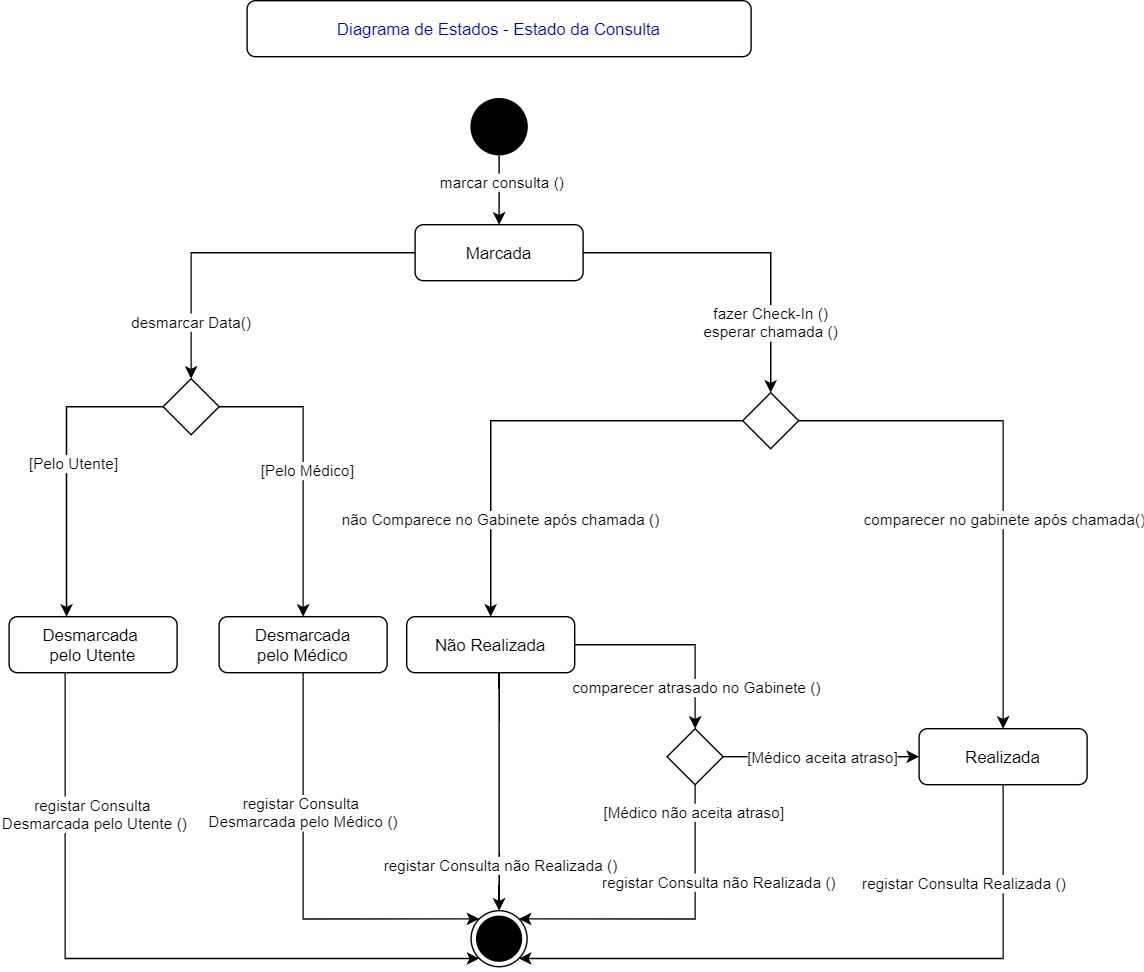 Diagrama de Estados - Estado da Consulta
marcar consulta ()
Marcada
desmarcar Data()
fazer Check-In ()
esperar chamada ()
[Pelo Utente]
[Pelo Médico]
não Comparece no Gabinete após chamada ()
comparecer no gabinete após chamada()
Desmarcada
pelo Utente
Desmarcada
pelo Médico
Não Realizada
comparecer atrasado no Gabinete ()
[Médico aceita atraso]
Realizada
[Médico não aceita atraso]
registar Consulta
Desmarcada pelo Utente ()
registar Consulta
Desmarcada pelo Médico ()
registar Consulta não Realizada ()
registar Consulta não Realizada ()
registar Consulta Realizada ()